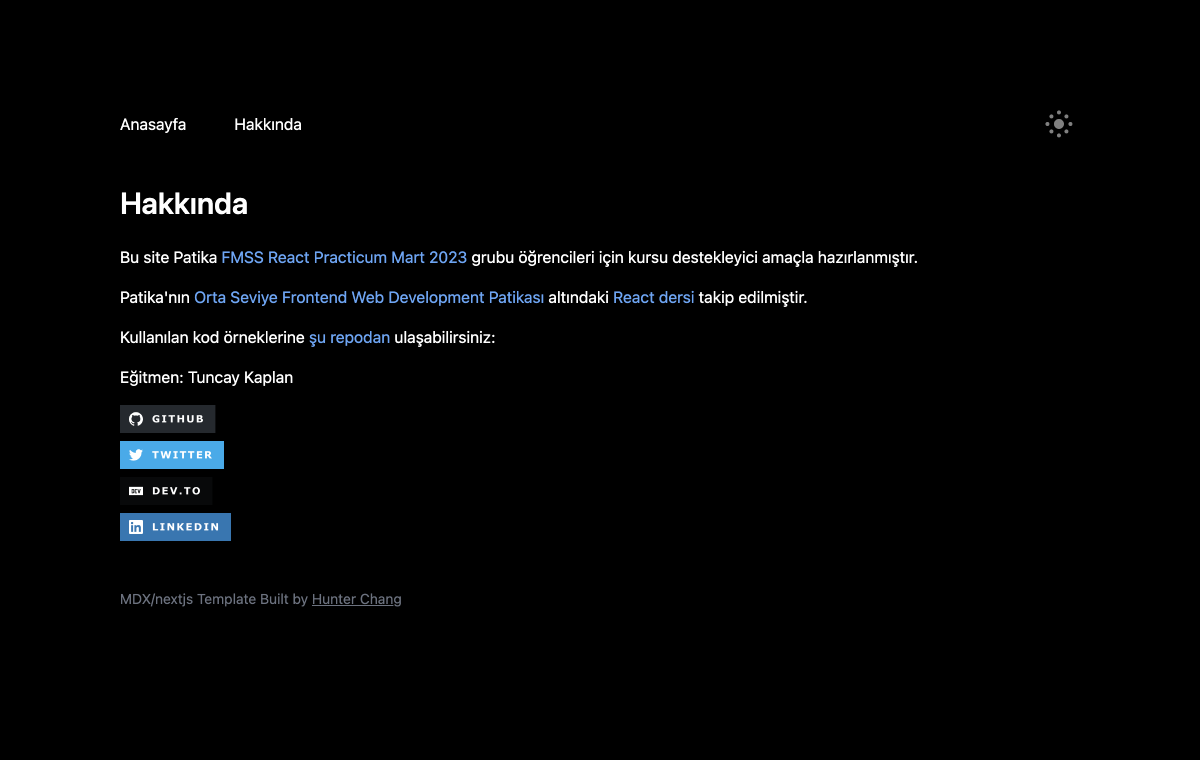 Anasayfa Hakkında
Hakkında
Bu site Patika FMSS React Practicum Mart 2023 grubu öğrencileri için kursu destekleyici amaçla hazırlanmıştır.
Patika'nın Orta Seviye Frontend Web Development Patikası altındaki React dersi takip edilmiştir.
Kullanılan kod örneklerine şu repodan ulaşabilirsiniz:
Eğitmen: Tuncay Kaplan
GITHUB
TWITTER
DEV DEV.TO
LINKEDIN
MDX/nextjs Template Built by Hunter Chang